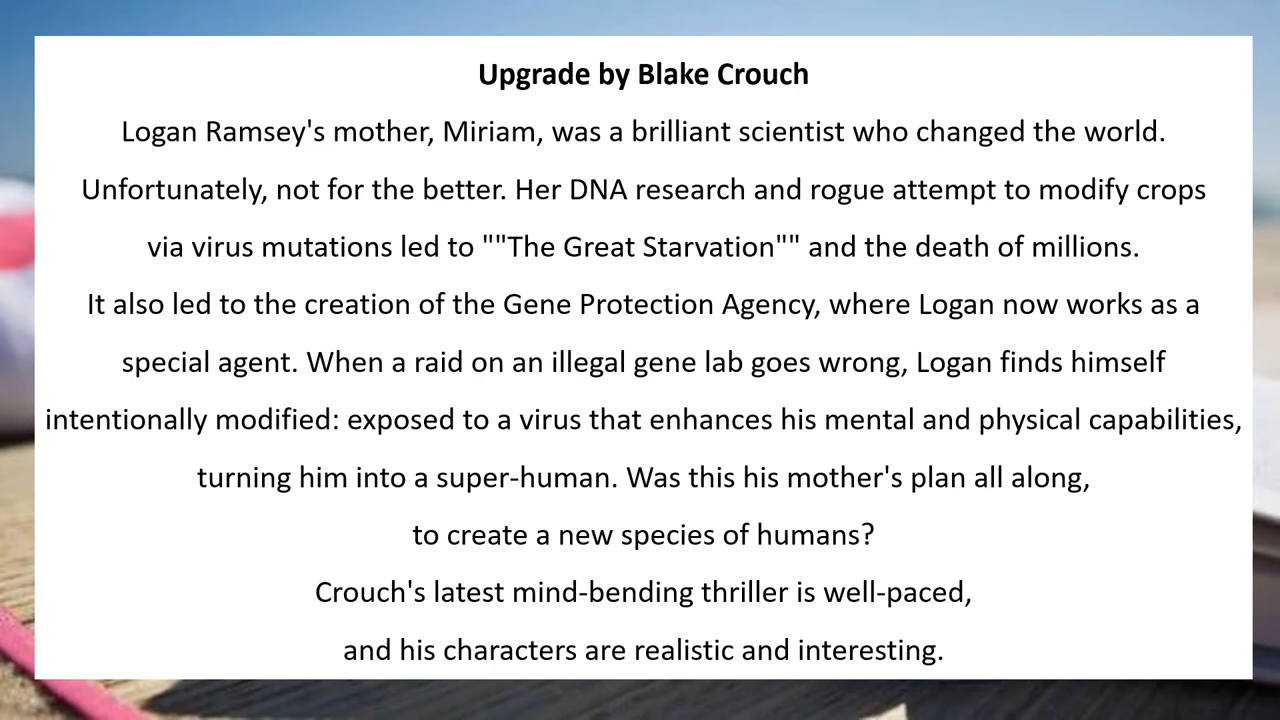 Upgrade by Blake Crouch
Logan Ramsey's mother, Miriam, was a brilliant scientist who changed the world.
Unfortunately, not for the better. Her DNA research and rogue attempt to modify crops
via virus mutations led to ""The Great Starvation"" and the death of millions.
It also led to the creation of the Gene Protection Agency, where Logan now works as a
special agent. When a raid on an illegal gene lab goes wrong, Logan finds himself
intentionally modified: exposed to a virus that enhances his mental and physical capabilities,
turning him into a super-human. Was this his mother's plan all along,
to create a new species of humans?
Crouch's latest mind-bending thriller is well-paced,
and his characters are realistic and interesting.